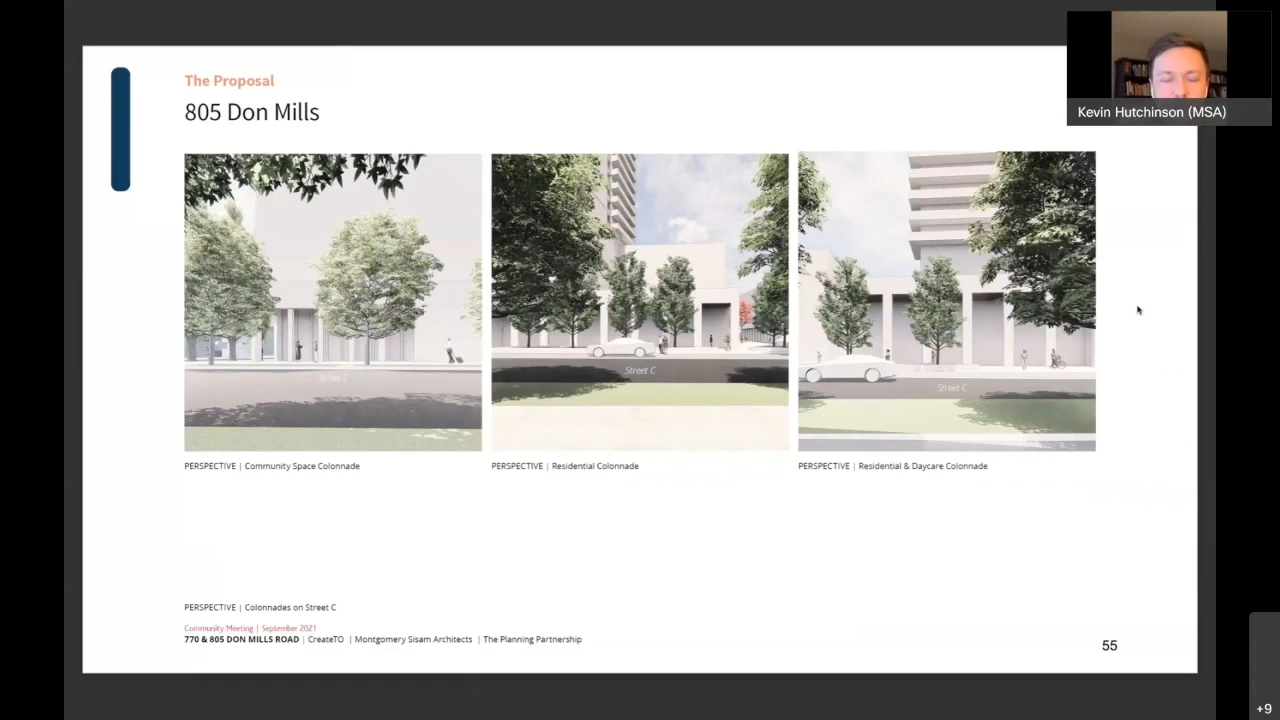 The Proposal
805 Don Mills
Kevin Hutchinson (MSA)
Street C
Street C
Street C
PERSPECTIVE | Community Space Colonnade
PERSPECTIVE | Residential Colonnade
PERSPECTIVE | Residential & Daycare Colonnade
PERSPECTIVE | Colonnades on Street C
Community Meeting | September 2021
770 & 805 DON MILLS ROAD | CreateTO | Montgomery Sisam Architects | The Planning Partnership
55
+9